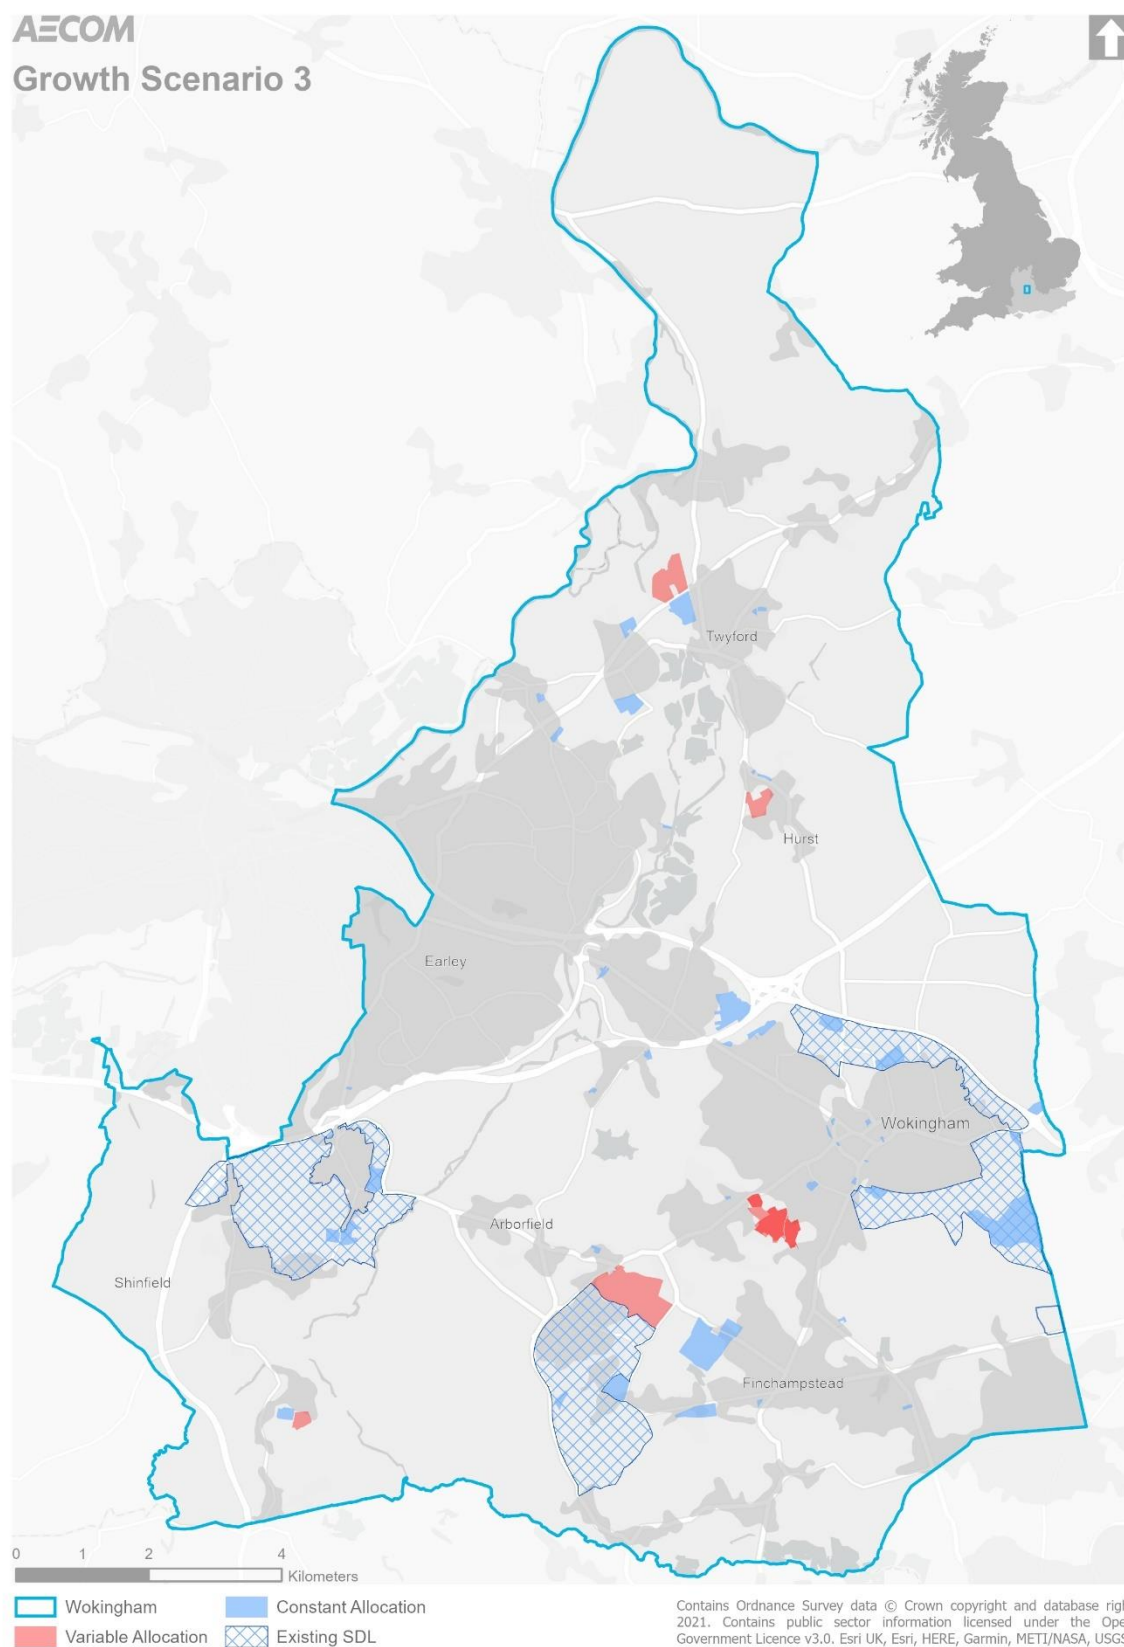 AECOM
Growth Scenario 3
Twyford
Hurst
Earley
Wokingham
Arborfield
Shinfield
Finchampstead
0 1 2 4
Kilometers
Wokingham
Constant Allocation
Variable Allocation
Existing SDL
Contains Ordnance Survey data © Crown copyright and database righ
2021. Contains public sector information licensed under the Ope
Government Licence v3.0. Esri UK, Esri, HERE, Garmin, METI/NASA, USGS